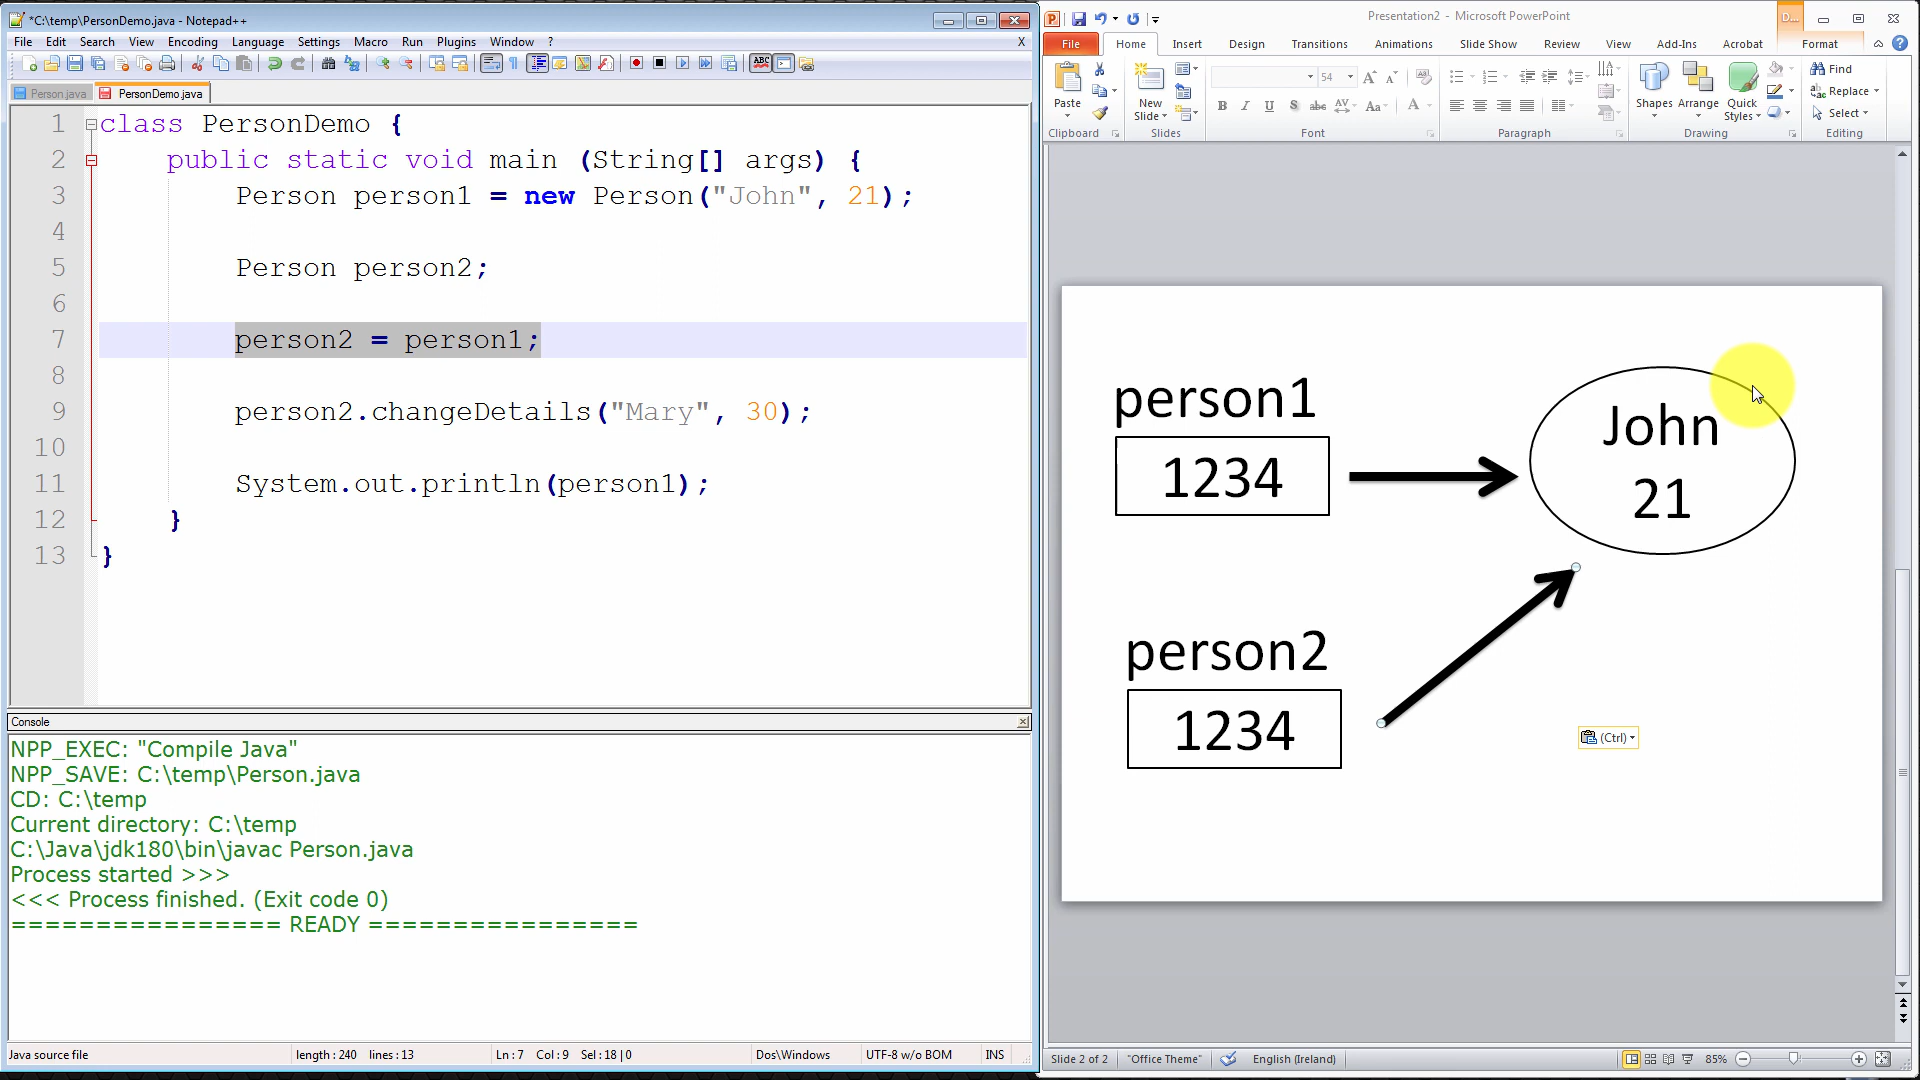 *C:\temp\PersonDemo.java - Notepad++
File Edit Search View Encoding Language Settings Macro Run Plugins Window ? X
Person.java PersonDemo.java
1 class PersonDemo {
2 public static void main (String[] args) {
3 Person person1 = new Person("John", 21);
4
5 Person person2;
6
7 person2 = person1;
8
9 person2.changeDetails("Mary", 30);
10
11 System.out.println(person1);
12 }
13 }
Console
NPP_EXEC: "Compile Java"
NPP_SAVE: C:\temp\Person.java
CD: C:\temp
Current directory: C:\temp
C:\Java\jdk180\bin\javac Person.java
Process started >>>
<<< Process finished. (Exit code 0)
================ READY ================
Java source file length : 240 lines : 13 Ln : 7 Col : 9 Sel : 18 | 0 Dos\Windows UTF-8 w/o BOM INS
Presentation2 - Microsoft PowerPoint D...
File Home Insert Design Transitions Animations Slide Show Review View Add-Ins Acrobat Format
Paste
New Slide
54
Shapes Arrange Quick Styles
Find
Replace
Select
Clipboard Slides Font Paragraph Drawing Editing
person1
1234
John
21
person2
1234
(Ctrl)
Slide 2 of 2 "Office Theme" English (Ireland) 85%